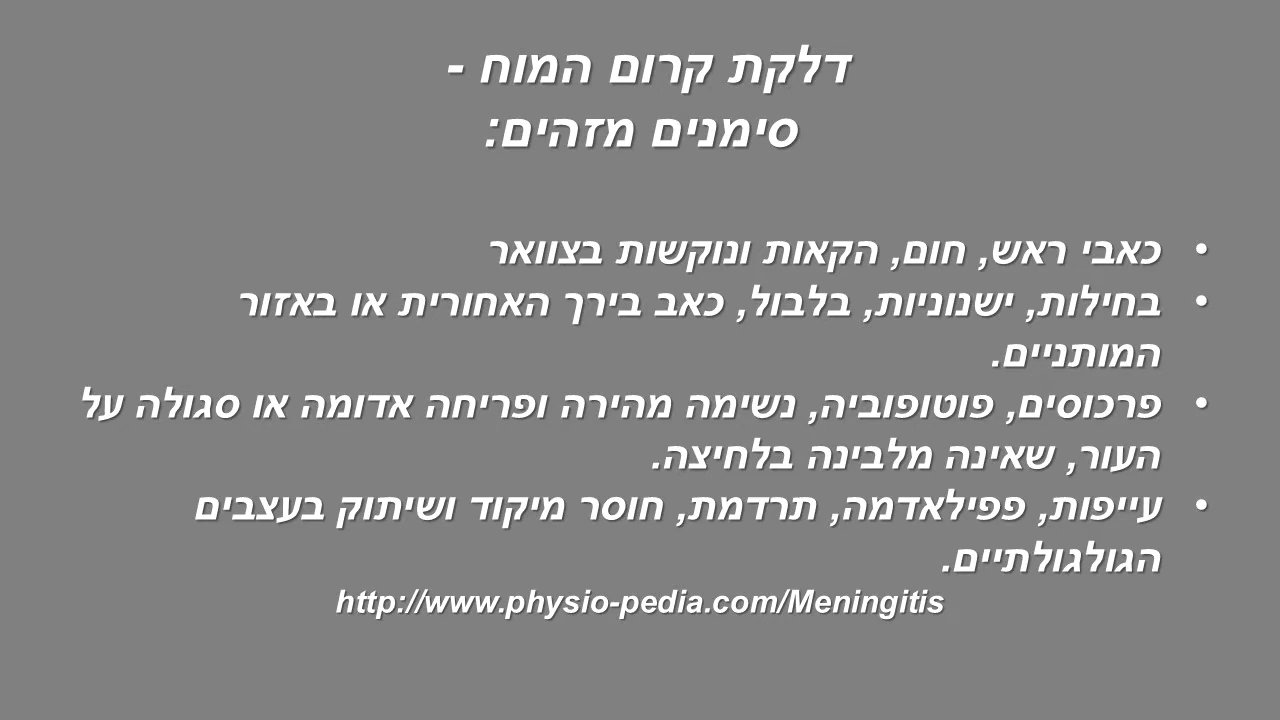 דלקת קרום המוח -
סימנים מזהים:
• כאבי ראש, חום, הקאות ונוקשות בצוואר
• בחילות, ישנוניות, בלבול, כאב בירך האחורית או באזור
המותניים.
• פרכוסים, פוטופוביה, נשימה מהירה ופריחה אדומה או סגולה על
העור, שאינה מלבינה בלחיצה.
• עייפות, פפילאדמה, תרדמת, חוסר מיקוד ושיתוק בעצבים
הגולגולתיים.
http://www.physio-pedia.com/Meningitis